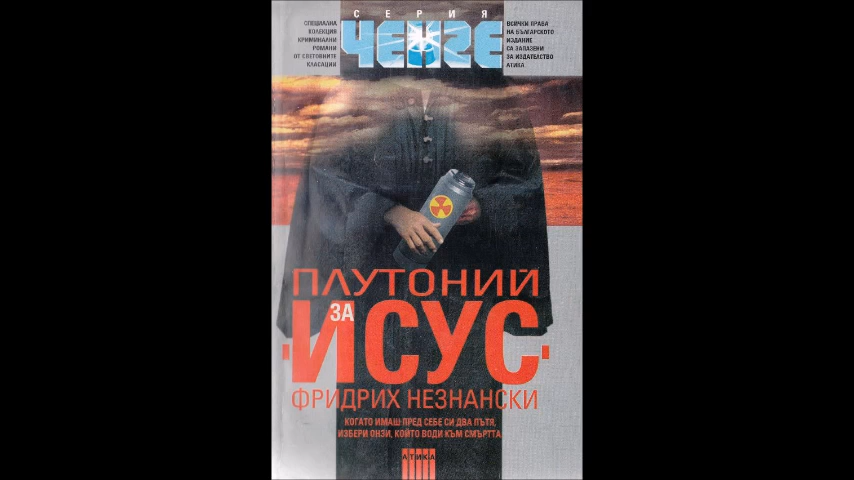 СЕРИЯ
ЧЕНГЕ
СПЕЦИАЛНА
КОЛЕКЦИЯ
КРИМИНАЛНИ
РОМАНИ
ОТ СВЕТОВНИТЕ
КЛАСАЦИИ
ВСИЧКИ ПРАВА
НА БЪЛГАРСКОТО
ИЗДАНИЕ
СА ЗАПАЗЕНИ
ЗА ИЗДАТЕЛСТВО
АТИКА
ПЛУТОНИЙ
ЗА
ИСУС
ФРИДРИХ НЕЗНАНСКИ
КОГАТО ИМАШ ПРЕД СЕБЕ СИ ДВА ПЪТЯ,
ИЗБЕРИ ОНЗИ, КОЙТО ВОДИ КЪМ СМЪРТТА
АТИКА